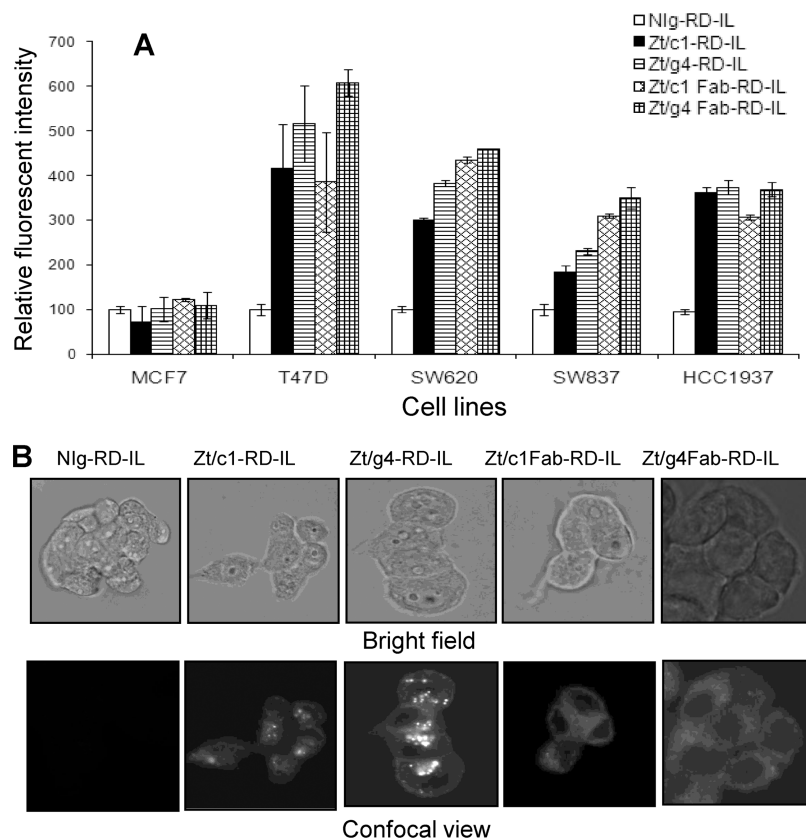 A
NIg-RD-IL
Zt/c1-RD-IL
Zt/g4-RD-IL
Zt/c1 Fab-RD-IL
Zt/g4 Fab-RD-IL
Relative fluorescent intensity
700
600
500
400
300
200
100
0
MCF7 T47D SW620 SW837 HCC1937
Cell lines
B NIg-RD-IL Zt/c1-RD-IL Zt/g4-RD-IL Zt/c1Fab-RD-IL Zt/g4Fab-RD-IL
Bright field
Confocal view